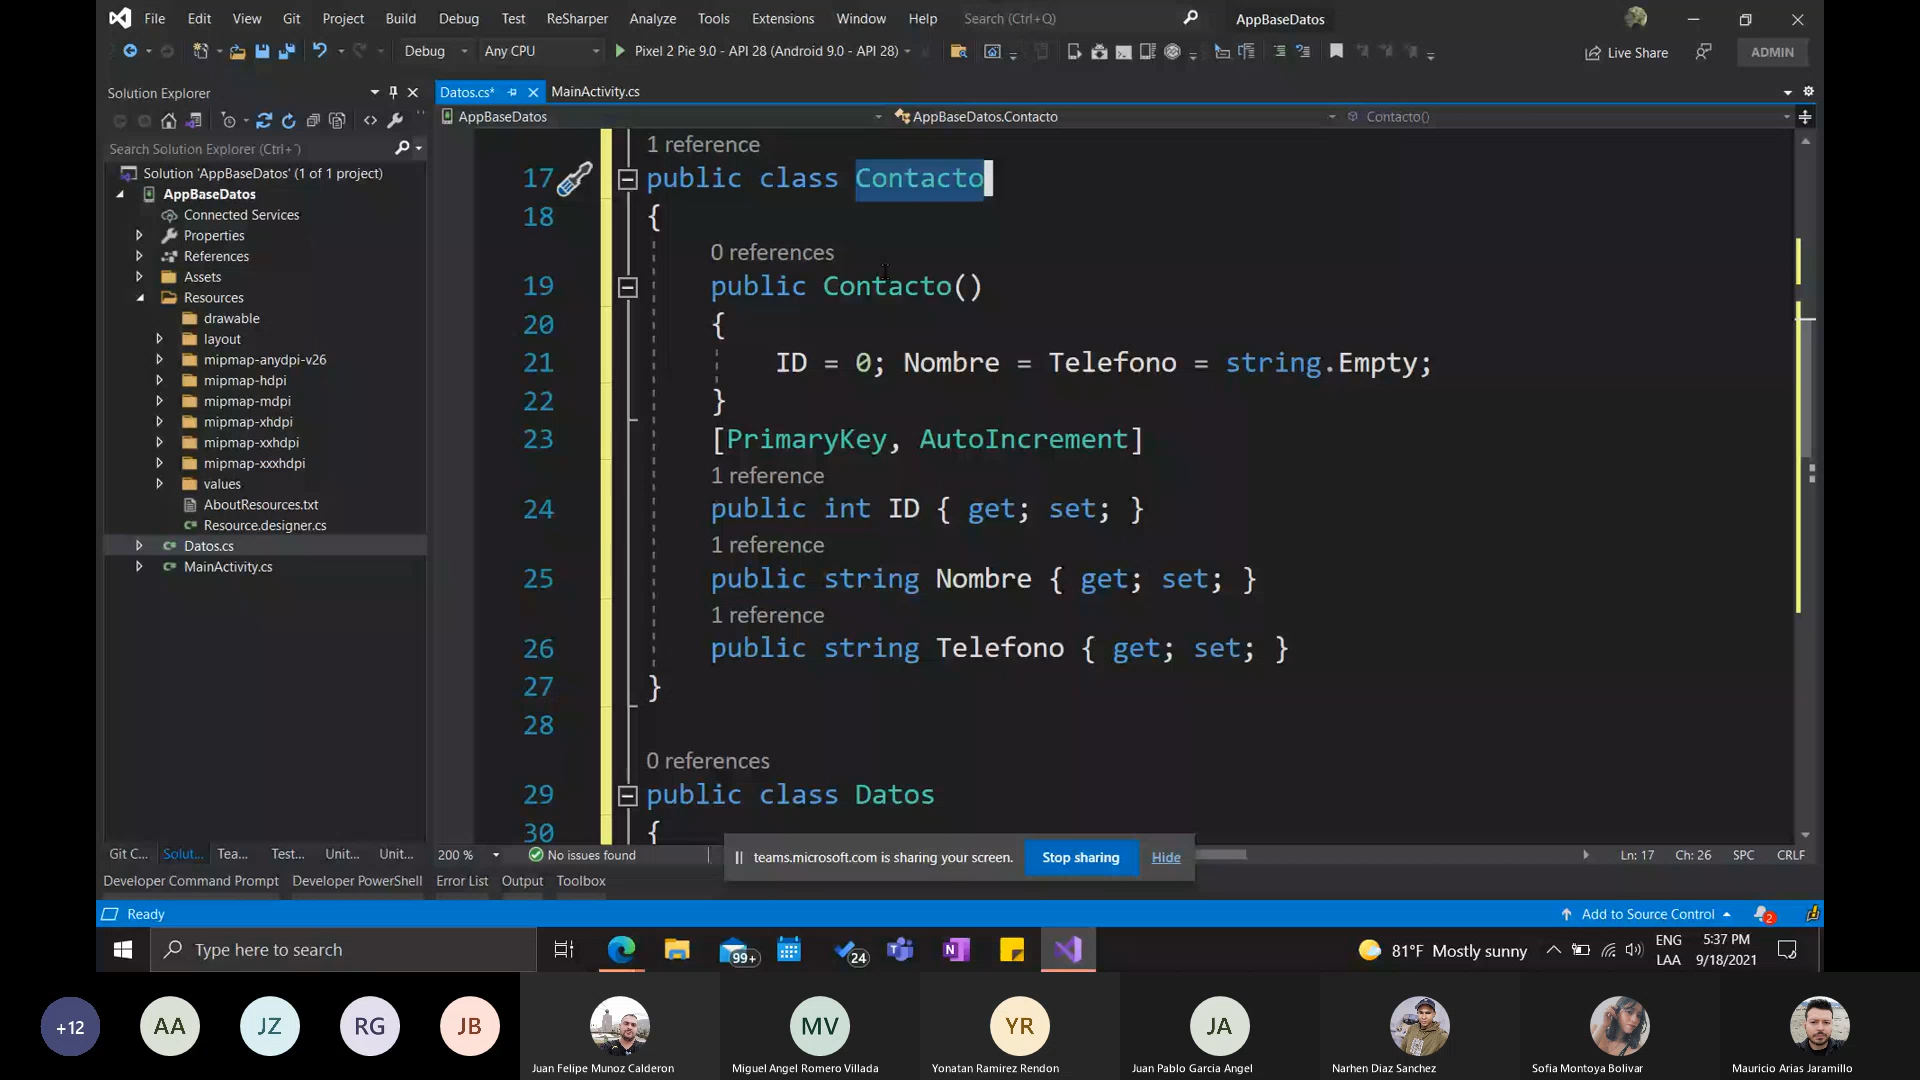 File Edit View Git Project Build Debug Test ReSharper Analyze Tools Extensions Window Help Search (Ctrl+Q) AppBaseDatos
Debug Any CPU Pixel 2 Pie 9.0 - API 28 (Android 9.0 - API 28) Live Share ADMIN
Solution Explorer
Search Solution Explorer (Ctrl+¨)
Solution 'AppBaseDatos' (1 of 1 project)
AppBaseDatos
Connected Services
Properties
References
Assets
Resources
drawable
layout
mipmap-anydpi-v26
mipmap-hdpi
mipmap-mdpi
mipmap-xhdpi
mipmap-xxhdpi
mipmap-xxxhdpi
values
AboutResources.txt
Resource.designer.cs
Datos.cs
MainActivity.cs
Git C... Solut... Tea... Test... Unit... Unit...
Datos.cs* MainActivity.cs
AppBaseDatos AppBaseDatos.Contacto Contacto()
1 reference
17 public class Contacto
18 {
0 references
19 public Contacto()
20 {
21 ID = 0; Nombre = Telefono = string.Empty;
22 }
23 [PrimaryKey, AutoIncrement]
1 reference
24 public int ID { get; set; }
1 reference
25 public string Nombre { get; set; }
1 reference
26 public string Telefono { get; set; }
27 }
28
0 references
29 public class Datos
30 {
200 % No issues found Ln: 17 Ch: 26 SPC CRLF
teams.microsoft.com is sharing your screen. Stop sharing Hide
Developer Command Prompt Developer PowerShell Error List Output Toolbox
Ready Add to Source Control 2
Type here to search 99+ 24 81°F Mostly sunny ENG LAA 5:37 PM 9/18/2021
+12 AA JZ RG JB MV YR JA
Juan Felipe Munoz Calderon Miguel Angel Romero Villada Yonatan Ramirez Rendon Juan Pablo Garcia Angel Narhen Diaz Sanchez Sofia Montoya Bolivar Mauricio Arias Jaramillo